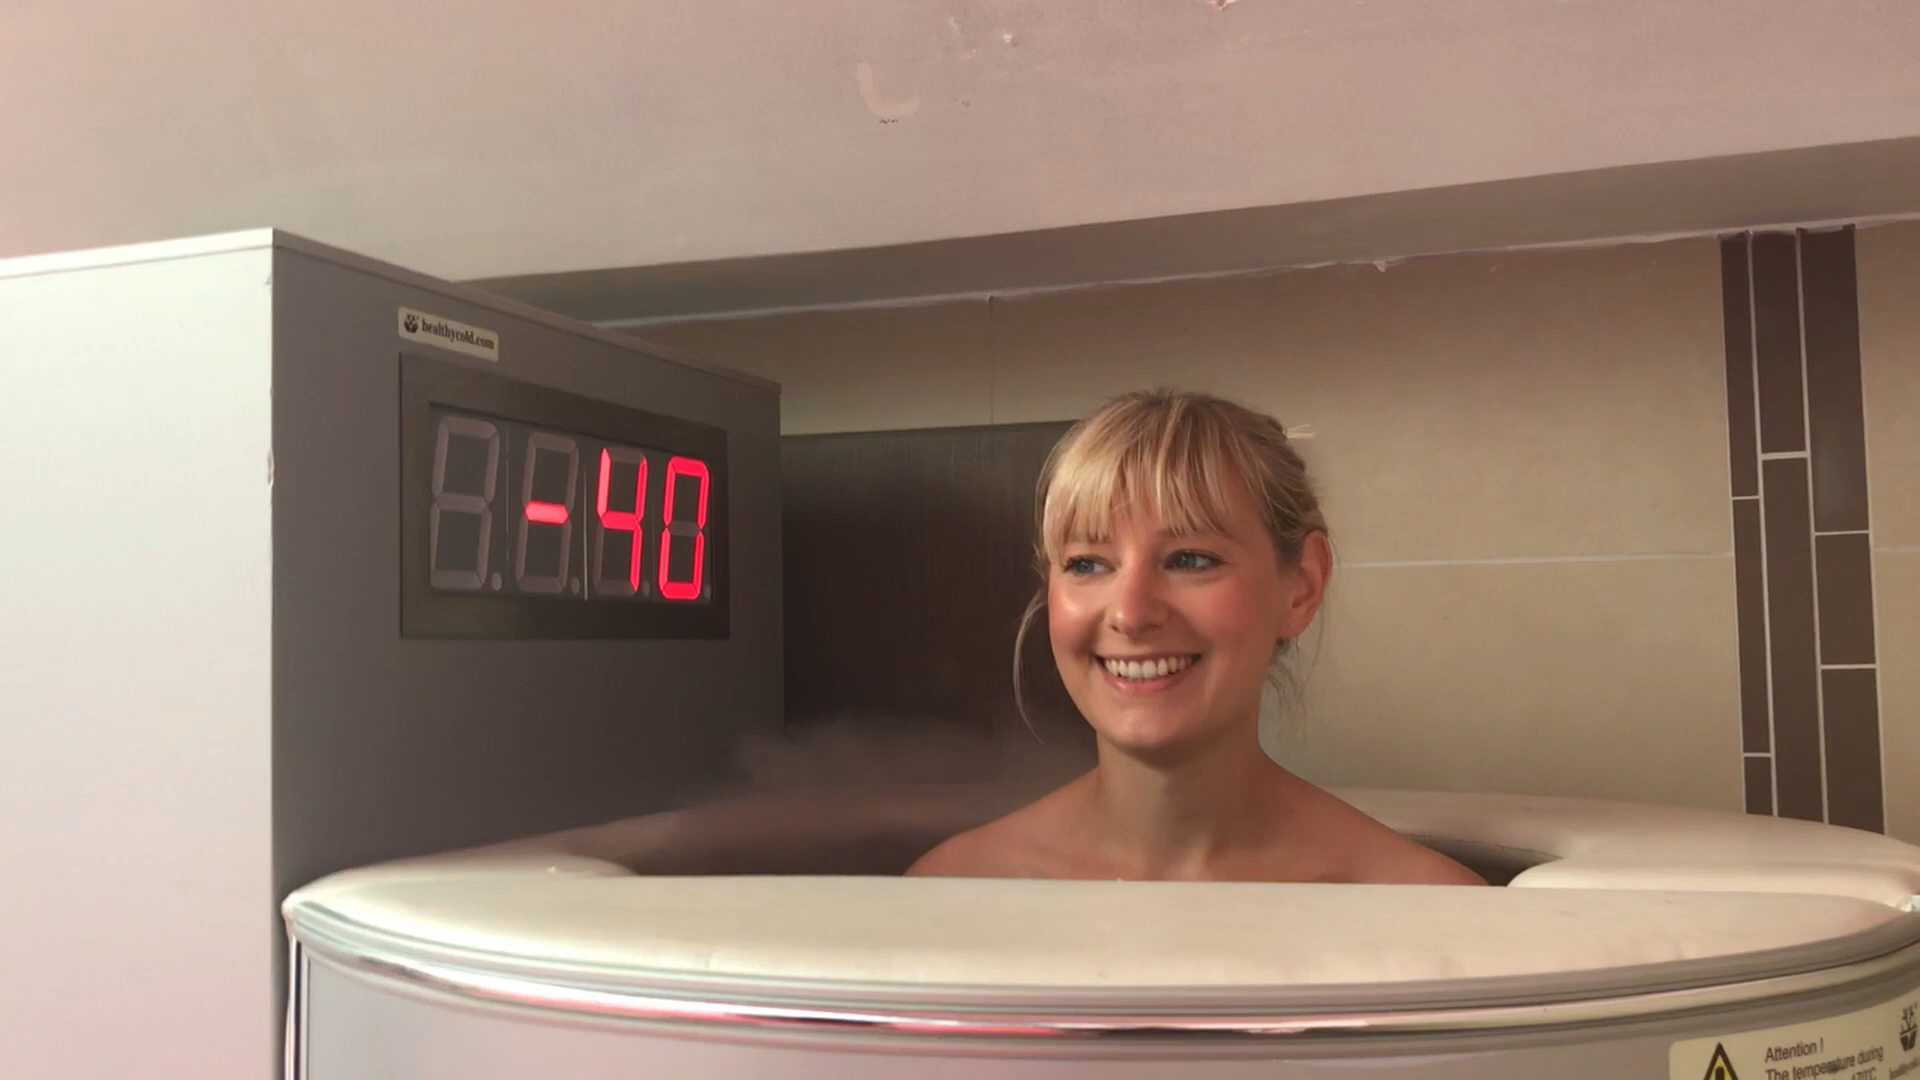 healthycold.com
-40
Attention !
The temperature during